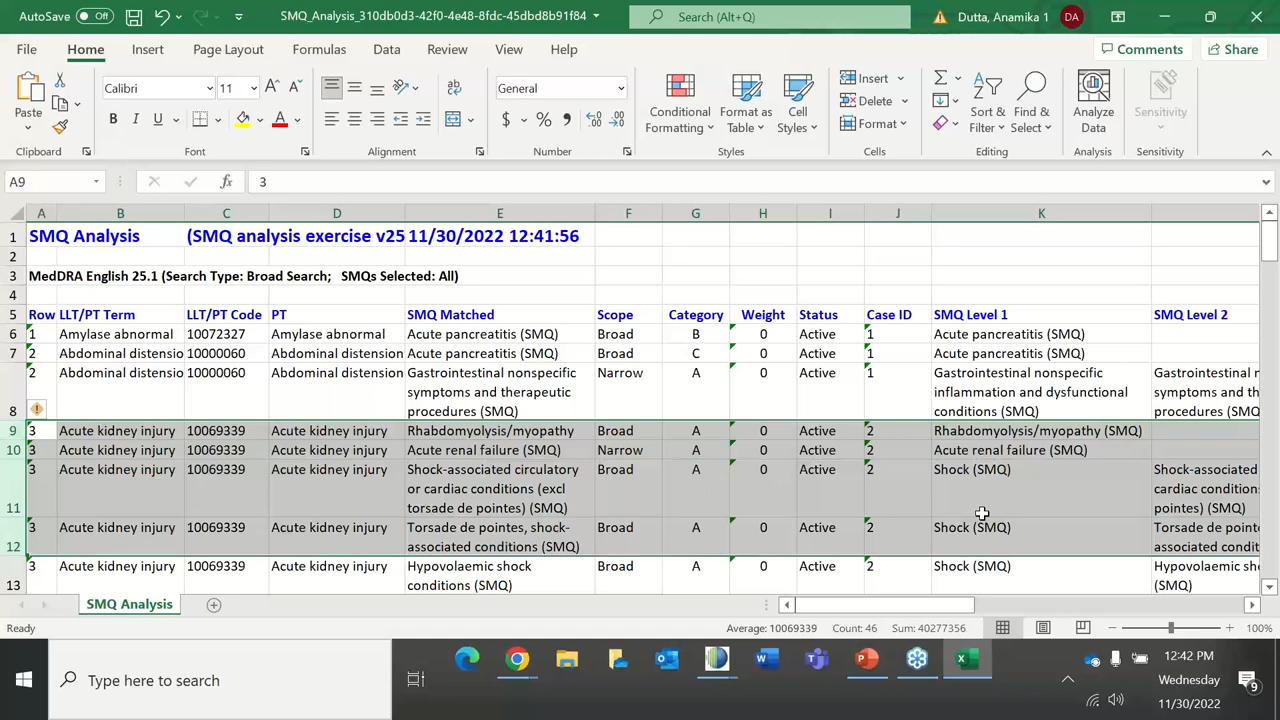 AutoSave Off SMQ_Analysis_310db0d3-42f0-4e48-8fdc-45dbd8b91f84 Search (Alt+Q) Dutta, Anamika 1 DA
File Home Insert Page Layout Formulas Data Review View Help Comments Share
Paste Calibri 11 General Conditional Formatting Format as Table Cell Styles Insert Delete Format Sort & Filter Find & Select Analyze Data Sensitivity
Clipboard Font Alignment Number Styles Cells Editing Analysis Sensitivity
A9 fx 3
A B C D E F G H I J K
1 SMQ Analysis (SMQ analysis exercise v25 11/30/2022 12:41:56
2
3 MedDRA English 25.1 (Search Type: Broad Search; SMQs Selected: All)
4
5 Row LLT/PT Term LLT/PT Code PT SMQ Matched Scope Category Weight Status Case ID SMQ Level 1 SMQ Level 2
6 1 Amylase abnormal 10072327 Amylase abnormal Acute pancreatitis (SMQ) Broad B 0 Active 1 Acute pancreatitis (SMQ)
7 2 Abdominal distensio 10000060 Abdominal distension Acute pancreatitis (SMQ) Broad C 0 Active 1 Acute pancreatitis (SMQ)
2 Abdominal distensio 10000060 Abdominal distension Gastrointestinal nonspecific Narrow A 0 Active 1 Gastrointestinal nonspecific Gastrointestinal r
symptoms and therapeutic inflammation and dysfunctional symptoms and th
8 procedures (SMQ) conditions (SMQ) procedures (SMQ)
9 3 Acute kidney injury 10069339 Acute kidney injury Rhabdomyolysis/myopathy Broad A 0 Active 2 Rhabdomyolysis/myopathy (SMQ)
10 3 Acute kidney injury 10069339 Acute kidney injury Acute renal failure (SMQ) Narrow A 0 Active 2 Acute renal failure (SMQ)
3 Acute kidney injury 10069339 Acute kidney injury Shock-associated circulatory Broad A 0 Active 2 Shock (SMQ) Shock-associated
or cardiac conditions (excl cardiac condition
11 torsade de pointes) (SMQ) pointes) (SMQ)
3 Acute kidney injury 10069339 Acute kidney injury Torsade de pointes, shock- Broad A 0 Active 2 Shock (SMQ) Torsade de point
12 associated conditions (SMQ) associated condit
3 Acute kidney injury 10069339 Acute kidney injury Hypovolaemic shock Broad A 0 Active 2 Shock (SMQ) Hypovolaemic sh
13 conditions (SMQ) (SMQ)
SMQ Analysis
Ready Average: 10069339 Count: 46 Sum: 40277356 100%
12:42 PM
Type here to search Wednesday 9
11/30/2022